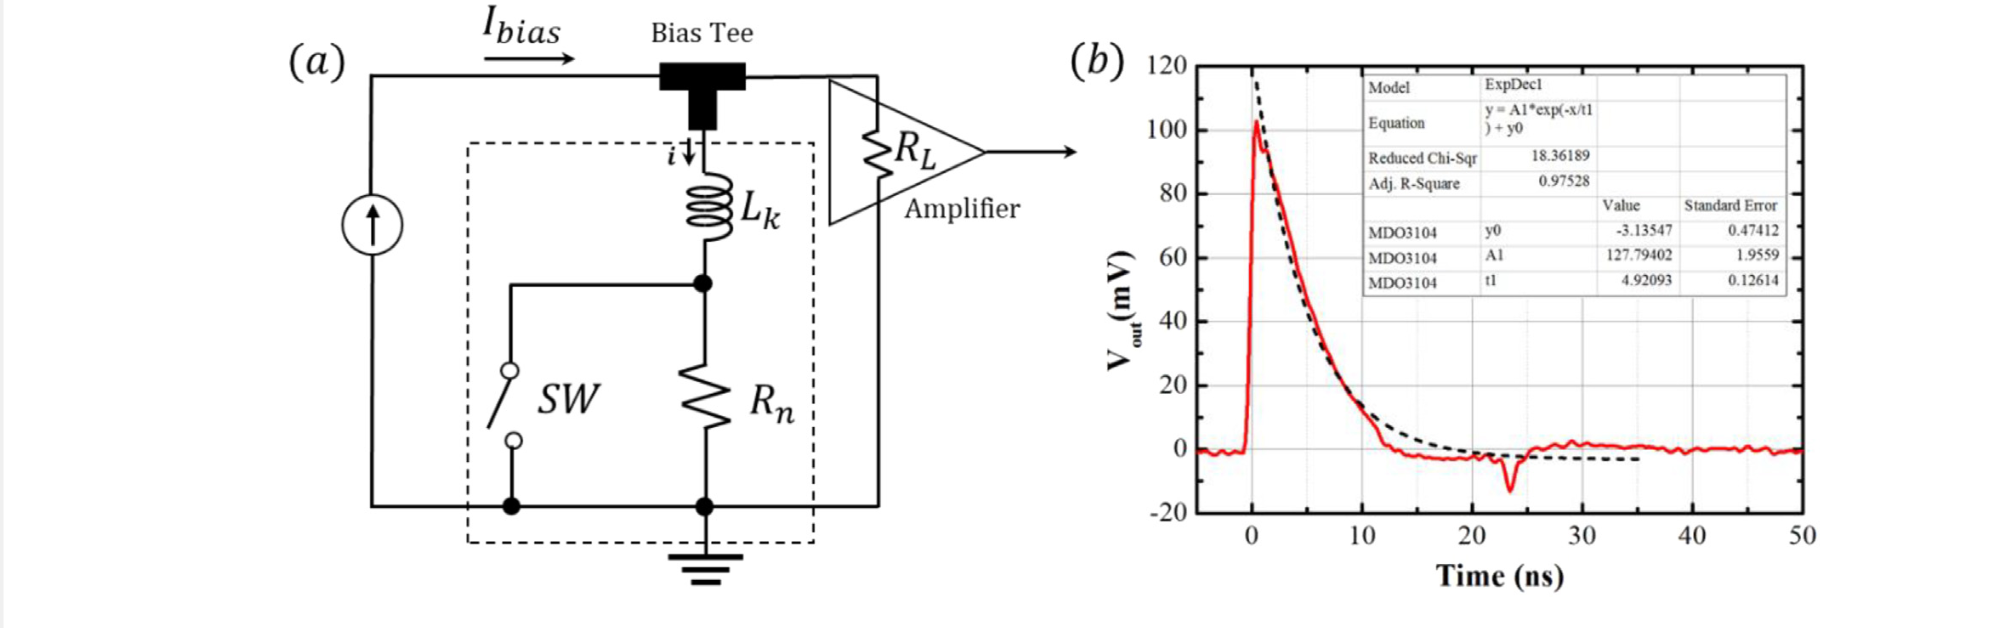 (a)
I_bias
Bias Tee
i
L_k
R_L
Amplifier
SW
R_n
(b)
120
100
80
60
40
20
0
-20
V_out (mV)
Model ExpDec1
Equation y = A1*exp(-x/t1
) + y0
Reduced Chi-Sqr 18.36189
Adj. R-Square 0.97528
Value Standard Error
MDO3104 y0 -3.13547 0.47412
MDO3104 A1 127.79402 1.9559
MDO3104 t1 4.92093 0.12614
0 10 20 30 40 50
Time (ns)